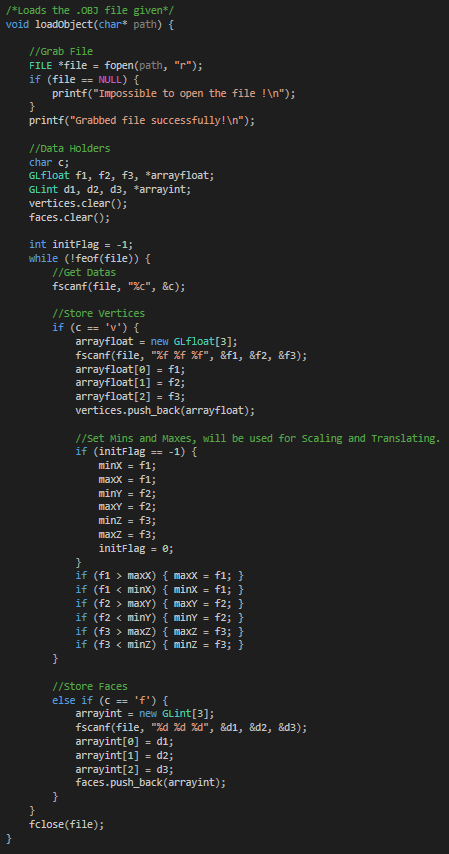 /*Loads the .OBJ file given*/
void loadObject(char* path) {
//Grab File
FILE *file = fopen(path, "r");
if (file == NULL) {
printf("Impossible to open the file !\n");
}
printf("Grabbed file successfully!\n");
//Data Holders
char c;
GLfloat f1, f2, f3, *arrayfloat;
GLint d1, d2, d3, *arrayint;
vertices.clear();
faces.clear();
int initFlag = -1;
while (!feof(file)) {
//Get Datas
fscanf(file, "%c", &c);
//Store Vertices
if (c == 'v') {
arrayfloat = new GLfloat[3];
fscanf(file, "%f %f %f", &f1, &f2, &f3);
arrayfloat[0] = f1;
arrayfloat[1] = f2;
arrayfloat[2] = f3;
vertices.push_back(arrayfloat);
//Set Mins and Maxes, will be used for Scaling and Translating.
if (initFlag == -1) {
minX = f1;
maxX = f1;
minY = f2;
maxY = f2;
minZ = f3;
maxZ = f3;
initFlag = 0;
}
if (f1 > maxX) { maxX = f1; }
if (f1 < minX) { minX = f1; }
if (f2 > maxY) { maxY = f2; }
if (f2 < minY) { minY = f2; }
if (f3 > maxZ) { maxZ = f3; }
if (f3 < minZ) { minZ = f3; }
}
//Store Faces
else if (c == 'f') {
arrayint = new GLint[3];
fscanf(file, "%d %d %d", &d1, &d2, &d3);
arrayint[0] = d1;
arrayint[1] = d2;
arrayint[2] = d3;
faces.push_back(arrayint);
}
}
fclose(file);
}